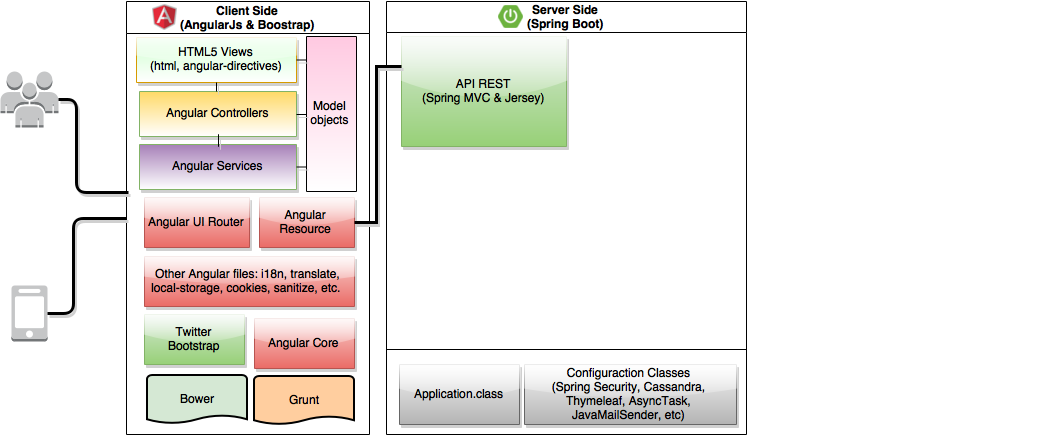 Client Side
(AngularJs & Boostrap)
HTML5 Views
(html, angular-directives)
Angular Controllers
Angular Services
Model
objects
Angular UI Router
Angular
Resource
Other Angular files: i18n, translate,
local-storage, cookies, sanitize, etc.
Twitter
Bootstrap
Angular Core
Bower
Grunt
Server Side
(Spring Boot)
API REST
(Spring MVC & Jersey)
Application.class
Configuraction Classes
(Spring Security, Cassandra,
Thymeleaf, AsyncTask,
JavaMailSender, etc)